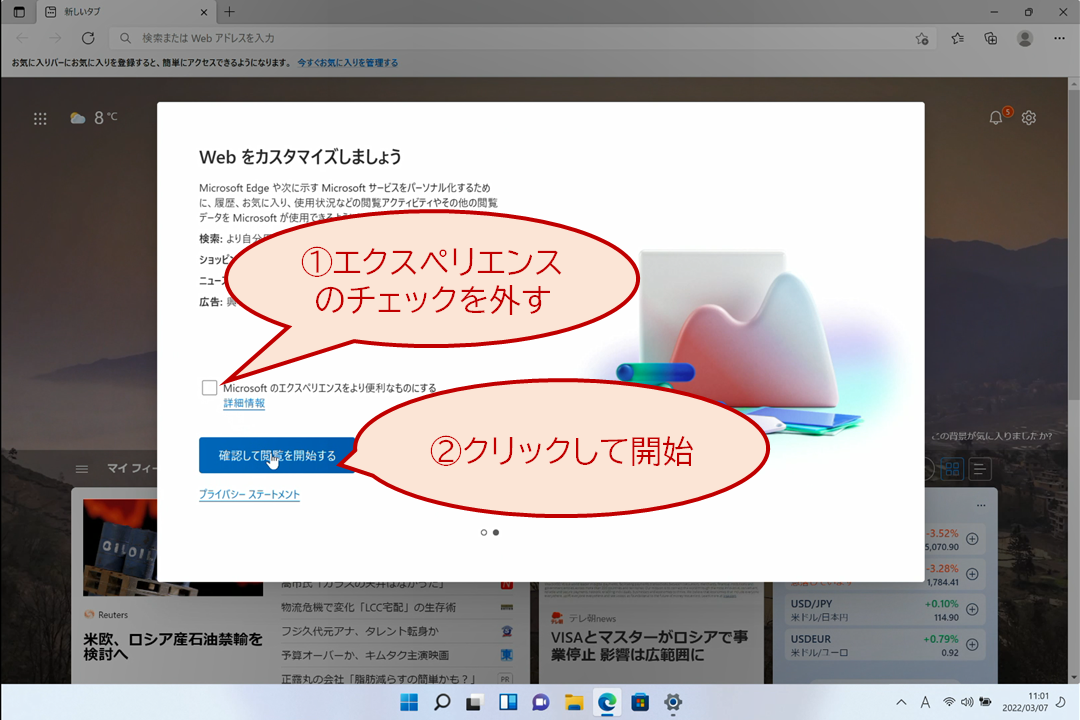 新しいタブ
検索または Web アドレスを入力
お気に入りバーにお気に入りを登録すると、簡単にアクセスできるようになります。 今すぐお気に入りを管理する
8 °C
5
Web をカスタマイズしましょう
Microsoft Edge や次に示す Microsoft サービスをパーソナル化するため
に、履歴、お気に入り、使用状況などの閲覧アクティビティやその他の閲覧
データを Microsoft が使用できるよう
検索: より自分
ショッピン
ニュース
広告: 興
①エクスペリエンス
のチェックを外す
Microsoft のエクスペリエンスをより便利なものにする
詳細情報
確認して閲覧を開始する
②クリックして開始
プライバシー ステートメント
この背景が気に入りましたか?
マイ フィー
-3.52%
5,070.90
-3.28%
1,784.41
USD/JPY +0.10%
米ドル/日本円 114.90
USDEUR +0.79%
米ドル/ユーロ 0.92
Reuters
米欧、ロシア産石油禁輸を
検討へ
高市氏「ガラスの天井はなかった」
物流危機で変化「LCC宅配」の生存術
フジ久代元アナ、タレント転身か
予算オーバーか、キムタク主演映画
正露丸の会社「脂肪減らすの簡単かも？」 PR
テレ朝news
VISAとマスターがロシアで事
業停止 影響は広範囲に
A
11:01
2022/03/07